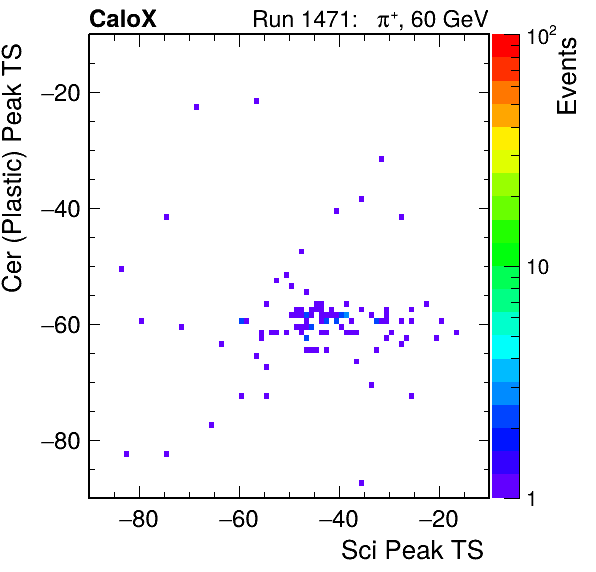 CaloX Run 1471: π⁺, 60 GeV
Cer (Plastic) Peak TS
−20
−40
−60
−80
−80 −60 −40 −20
Sci Peak TS
10²
10
1
Events